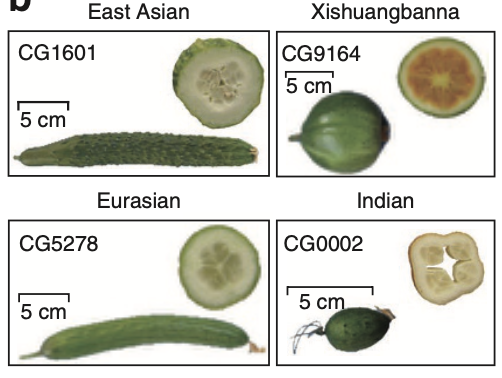 b
East Asian
Xishuangbanna
CG1601
5 cm
CG9164
5 cm
Eurasian
Indian
CG5278
5 cm
CG0002
5 cm